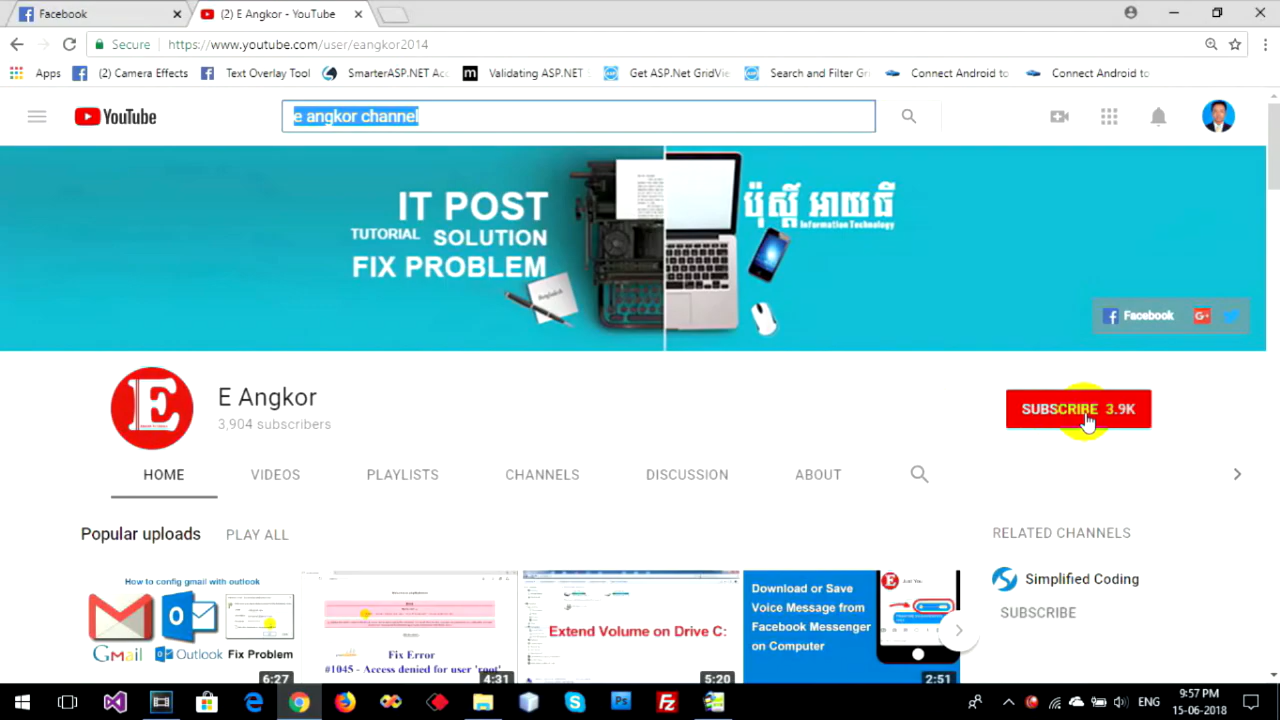 Facebook
(2) E Angkor - YouTube
Secure https://www.youtube.com/user/eangkor2014
Apps (2) Camera Effects Text Overlay Tool SmarterASP.NET Acc Validating ASP.NET Get ASP.Net GridVie Search and Filter Gr Connect Android to Connect Android to
YouTube
e angkor channel
IT POST
TUTORIAL SOLUTION
FIX PROBLEM
ប៉ុស្តិ៍ អាយធី
Information Technology
Facebook
E Angkor
3,904 subscribers
SUBSCRIBE 3.9K
HOME VIDEOS PLAYLISTS CHANNELS DISCUSSION ABOUT
Popular uploads PLAY ALL
RELATED CHANNELS
Simplified Coding
SUBSCRIBE
How to config gmail with outlook
Gmail Outlook Fix Problem
6:27
Fix Error
#1045 - Access denied for user 'root'
4:31
Extend Volume on Drive C:
5:20
Download or Save
Voice Message from
Facebook Messenger
on Computer
2:51
ENG
9:57 PM
15-06-2018